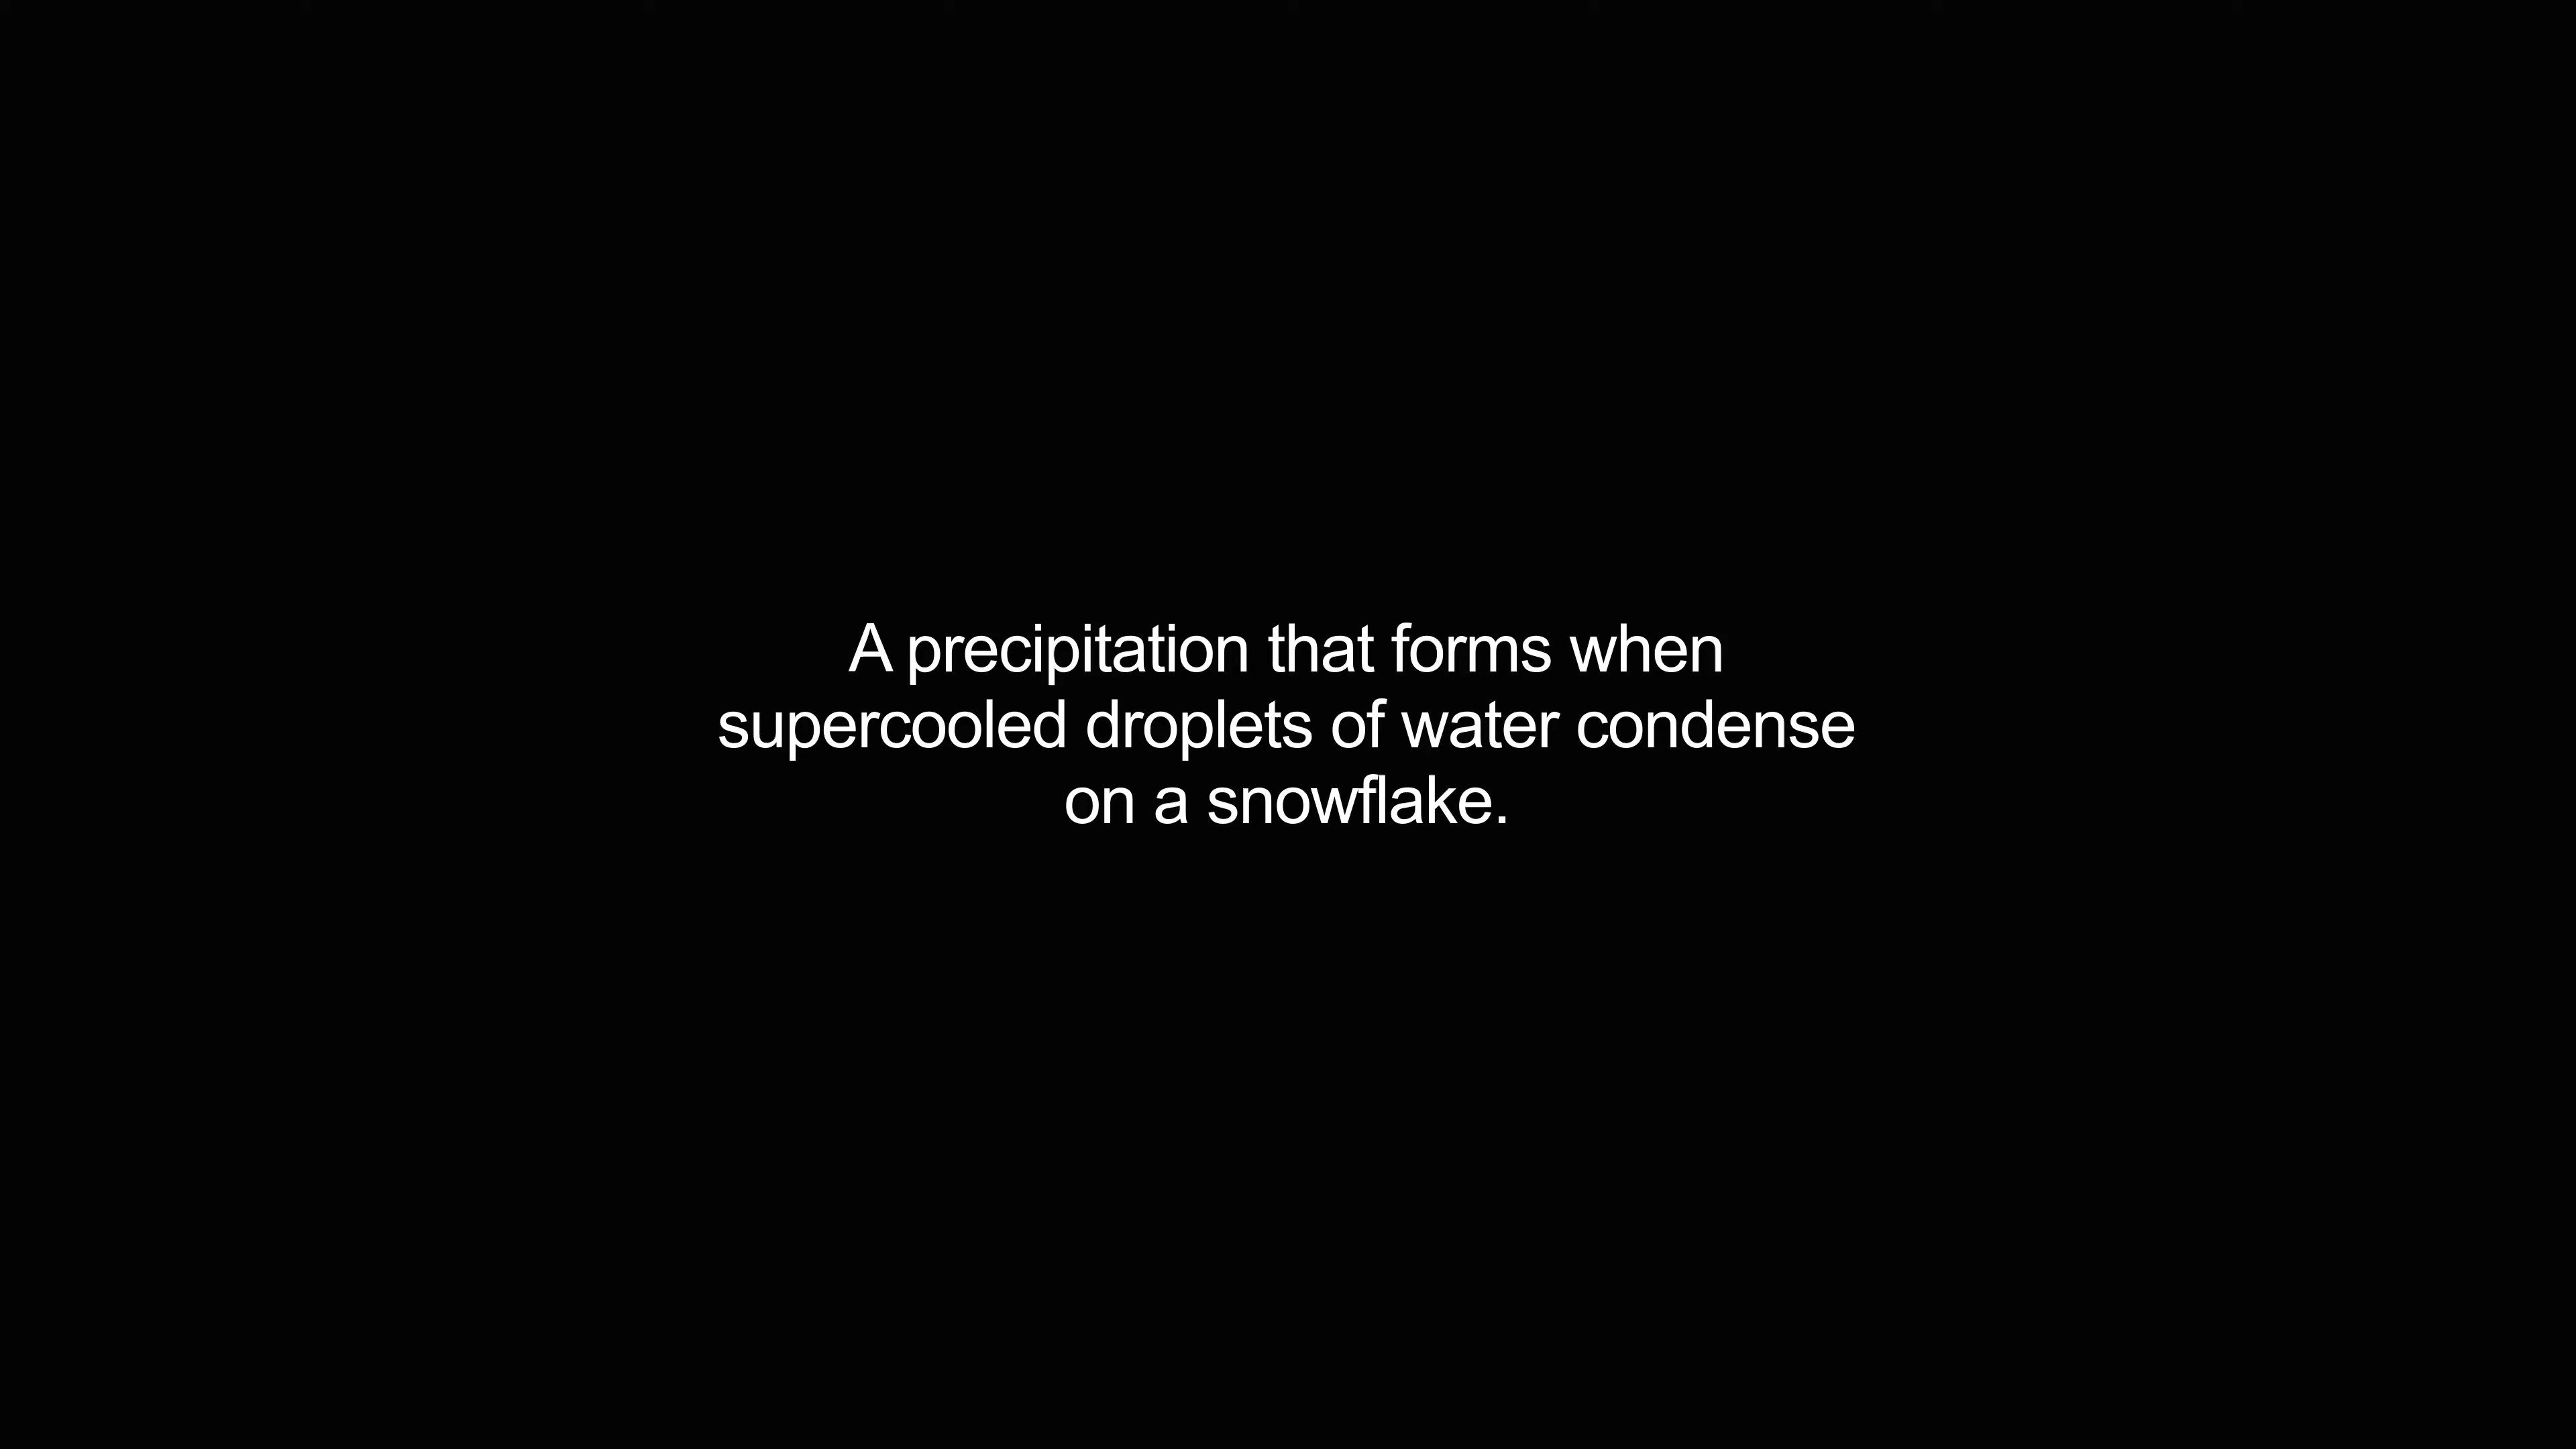 A precipitation that forms when
supercooled droplets of water condense
on a snowflake.